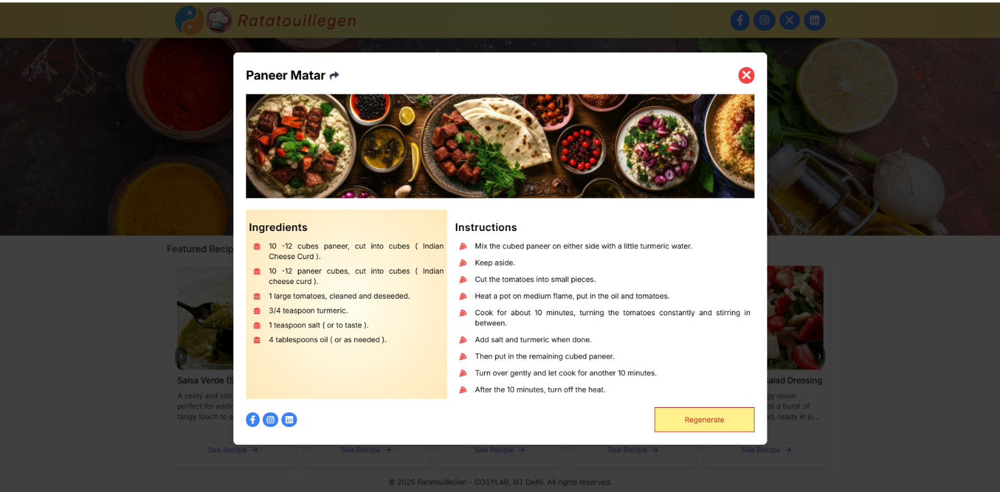 Ratatouillegen
Paneer Matar
Ingredients
10 -12 cubes paneer, cut into cubes ( Indian
Cheese Curd ).
10 -12 paneer cubes, cut into cubes ( Indian
cheese curd ).
1 large tomatoes, cleaned and deseeded.
3/4 teaspoon turmeric.
1 teaspoon salt ( or to taste ).
4 tablespoons oil ( or as needed ).
Instructions
Mix the cubed paneer on either side with a little turmeric water.
Keep aside.
Cut the tomatoes into small pieces.
Heat a pot on medium flame, put in the oil and tomatoes.
Cook for about 10 minutes, turning the tomatoes constantly and stirring in
between.
Add salt and turmeric when done.
Then put in the remaining cubed paneer.
Turn over gently and let cook for another 10 minutes.
After the 10 minutes, turn off the heat.
Regenerate
Featured Recip
Salsa Verde (S
A zesty and vibr
perfect for addin
tangy touch to a
alad Dressing
gy onion
ds a burst of
ad, ready in ju...
See Recipe
See Recipe
See Recipe
See Recipe
See Recipe
© 2025 RatatouilleGen - COSYLAB, IIIT Delhi. All rights reserved.